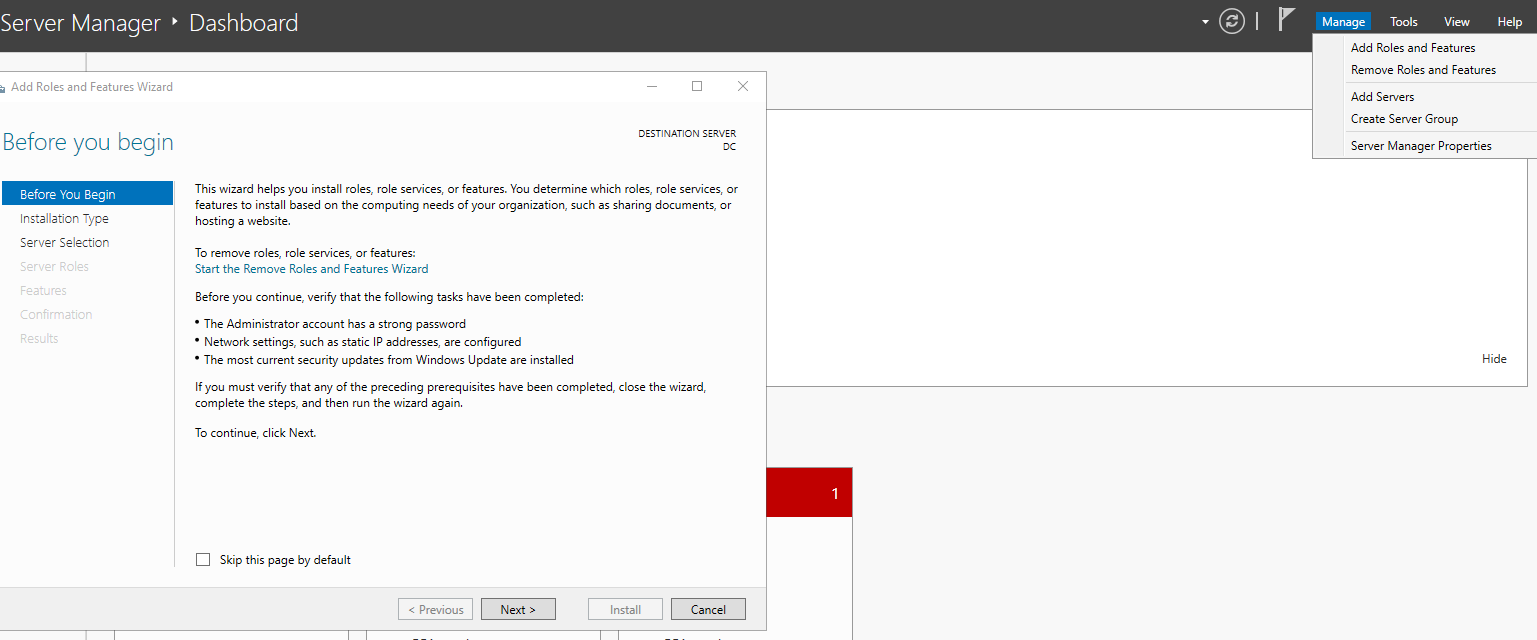 Server Manager ‣ Dashboard
Manage Tools View Help
Add Roles and Features
Remove Roles and Features
Add Servers
Create Server Group
Server Manager Properties
Add Roles and Features Wizard
Before you begin
DESTINATION SERVER
DC
Before You Begin
Installation Type
Server Selection
Server Roles
Features
Confirmation
Results
This wizard helps you install roles, role services, or features. You determine which roles, role services, or
features to install based on the computing needs of your organization, such as sharing documents, or
hosting a website.
To remove roles, role services, or features:
Start the Remove Roles and Features Wizard
Before you continue, verify that the following tasks have been completed:
• The Administrator account has a strong password
• Network settings, such as static IP addresses, are configured
• The most current security updates from Windows Update are installed
If you must verify that any of the preceding prerequisites have been completed, close the wizard,
complete the steps, and then run the wizard again.
To continue, click Next.
Skip this page by default
< Previous Next > Install Cancel
Hide
1